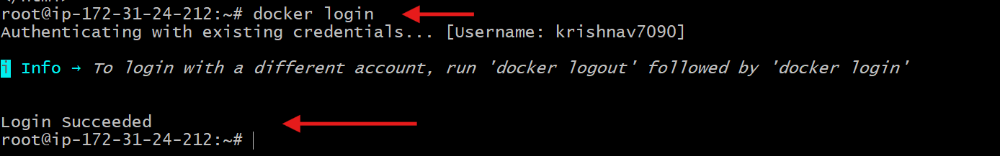 root@ip-172-31-24-212:~# docker login
Authenticating with existing credentials... [Username: krishnav7090]
i Info → To login with a different account, run 'docker logout' followed by 'docker login'
Login Succeeded
root@ip-172-31-24-212:~#